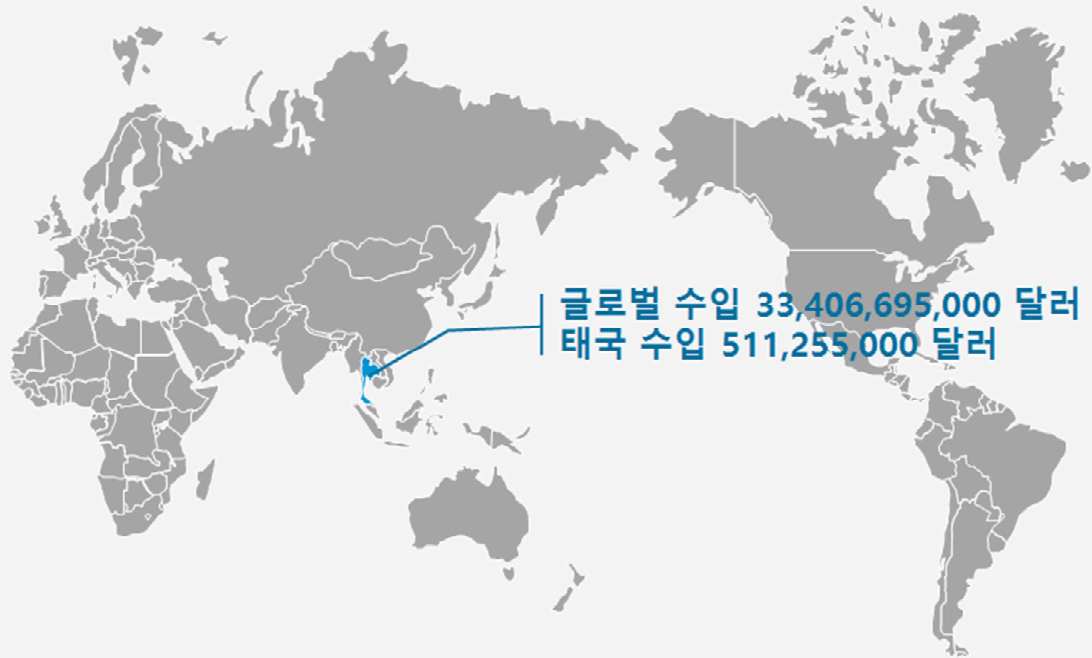 글로벌 수입 33,406,695,000 달러
태국 수입 511,255,000 달러